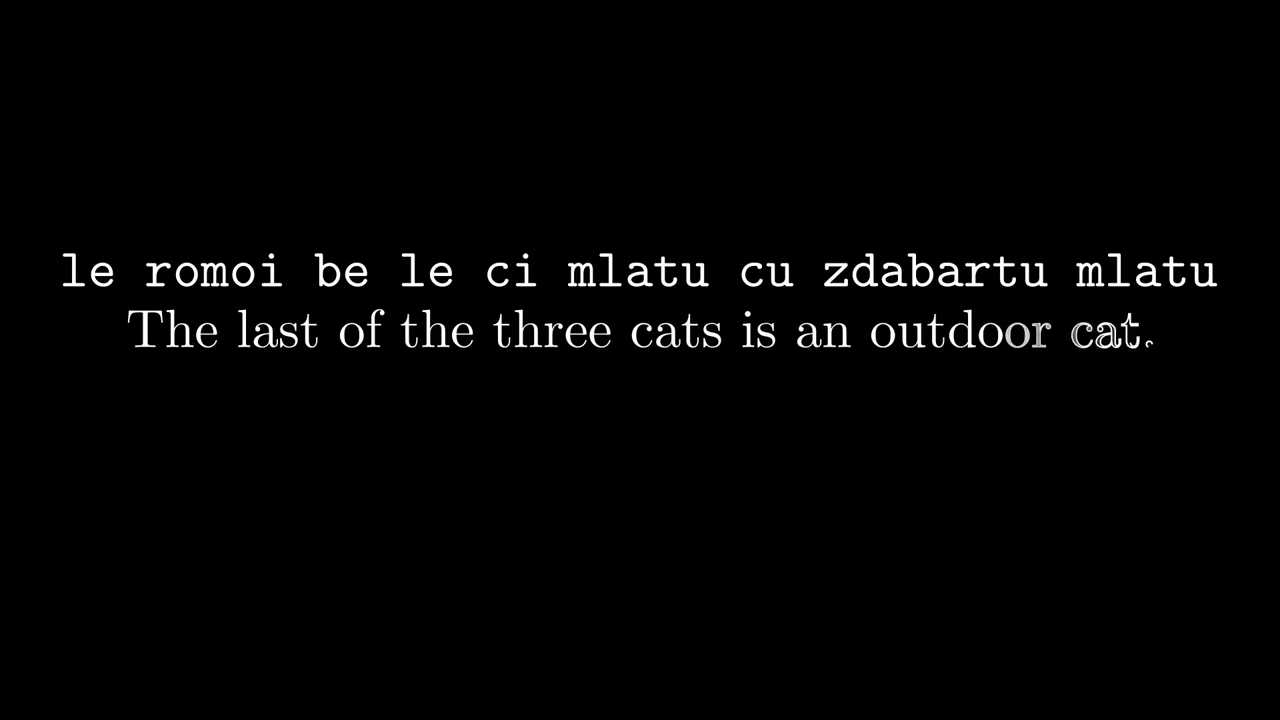 le romoi be le ci mlatu cu zdabartu mlatu
The last of the three cats is an outdoor cat.